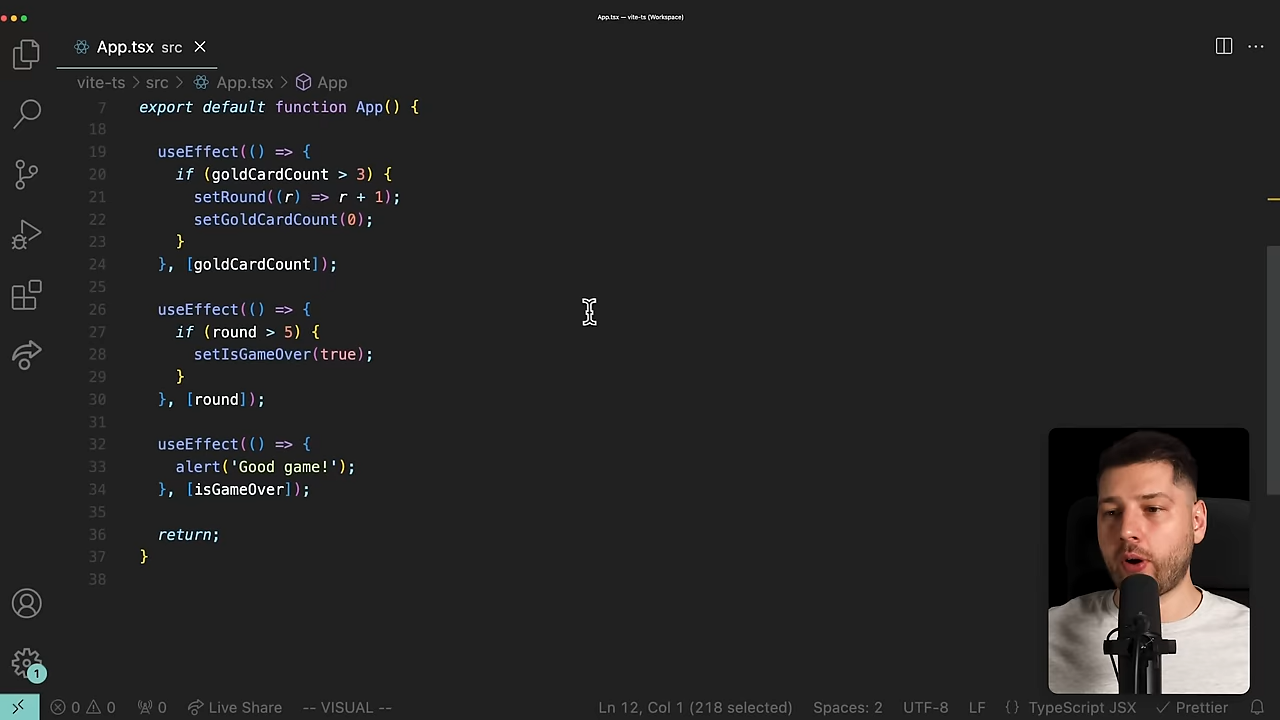 App.tsx — vite-ts (Workspace)
App.tsx src
vite-ts > src > App.tsx > App
7 export default function App() {
18
19 useEffect(() => {
20 if (goldCardCount > 3) {
21 setRound((r) => r + 1);
22 setGoldCardCount(0);
23 }
24 }, [goldCardCount]);
25
26 useEffect(() => {
27 if (round > 5) {
28 setIsGameOver(true);
29 }
30 }, [round]);
31
32 useEffect(() => {
33 alert('Good game!');
34 }, [isGameOver]);
35
36 return;
37 }
38
1
0 0 0 Live Share -- VISUAL -- Ln 12, Col 1 (218 selected) Spaces: 2 UTF-8 LF {} TypeScript JSX Prettier